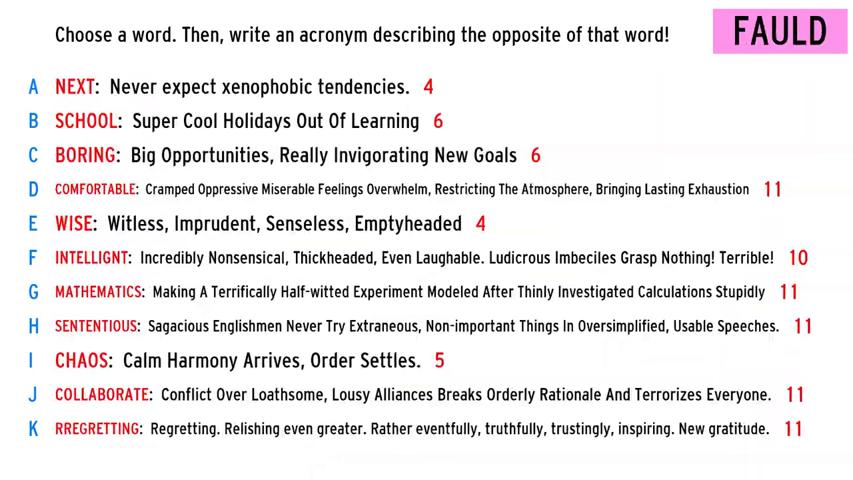 Choose a word. Then, write an acronym describing the opposite of that word!
FAULD
A NEXT: Never expect xenophobic tendencies. 4
B SCHOOL: Super Cool Holidays Out Of Learning 6
C BORING: Big Opportunities, Really Invigorating New Goals 6
D COMFORTABLE: Cramped Oppressive Miserable Feelings Overwhelm, Restricting The Atmosphere, Bringing Lasting Exhaustion 11
E WISE: Witless, Imprudent, Senseless, Emptyheaded 4
F INTELLIGNT: Incredibly Nonsensical, Thickheaded, Even Laughable. Ludicrous Imbeciles Grasp Nothing! Terrible! 10
G MATHEMATICS: Making A Terrifically Half-witted Experiment Modeled After Thinly Investigated Calculations Stupidly 11
H SENTENTIOUS: Sagacious Englishmen Never Try Extraneous, Non-important Things In Oversimplified, Usable Speeches. 11
I CHAOS: Calm Harmony Arrives, Order Settles. 5
J COLLABORATE: Conflict Over Loathsome, Lousy Alliances Breaks Orderly Rationale And Terrorizes Everyone. 11
K RREGRETTING: Regretting. Relishing even greater. Rather eventfully, truthfully, trustingly, inspiring. New gratitude. 11